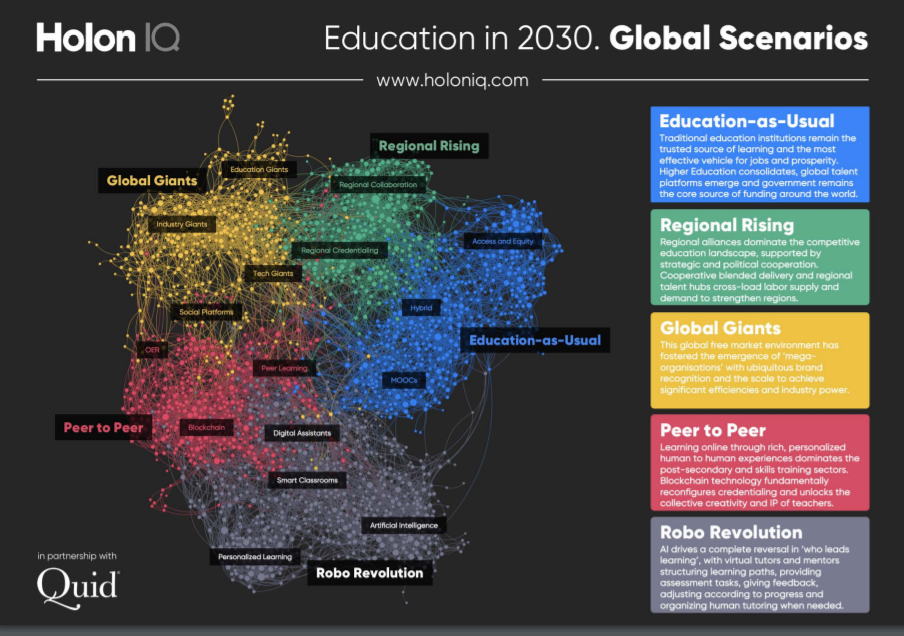 Holon IQ
Education in 2030. Global Scenarios
www.holoniq.com
Regional Rising
Education Giants
Global Giants
Regional Collaboration
Industry Giants
Access and Equity
Regional Credentialing
Tech Giants
Social Platforms
Hybrid
Education-as-Usual
OER
Peer Learning
MOOCs
Peer to Peer
Blockchain
Digital Assistants
Smart Classrooms
Artificial Intelligence
Personalized Learning
Robo Revolution
in partnership with
Quid
Education-as-Usual
Traditional education institutions remain the
trusted source of learning and the most
effective vehicle for jobs and prosperity.
Higher Education consolidates, global talent
platforms emerge and government remains
the core source of funding around the world.
Regional Rising
Regional alliances dominate the competitive
education landscape, supported by
strategic and political cooperation.
Cooperative blended delivery and regional
talent hubs cross-load labor supply and
demand to strengthen regions.
Global Giants
This global free market environment has
fostered the emergence of 'mega-
organisations' with ubiquitous brand
recognition and the scale to achieve
significant efficiencies and industry power.
Peer to Peer
Learning online through rich, personalized
human to human experiences dominates the
post-secondary and skills training sectors.
Blockchain technology fundamentally
reconfigures credentialing and unlocks the
collective creativity and IP of teachers.
Robo Revolution
AI drives a complete reversal in 'who leads
learning', with virtual tutors and mentors
structuring learning paths, providing
assessment tasks, giving feedback,
adjusting according to progress and
organizing human tutoring when needed.